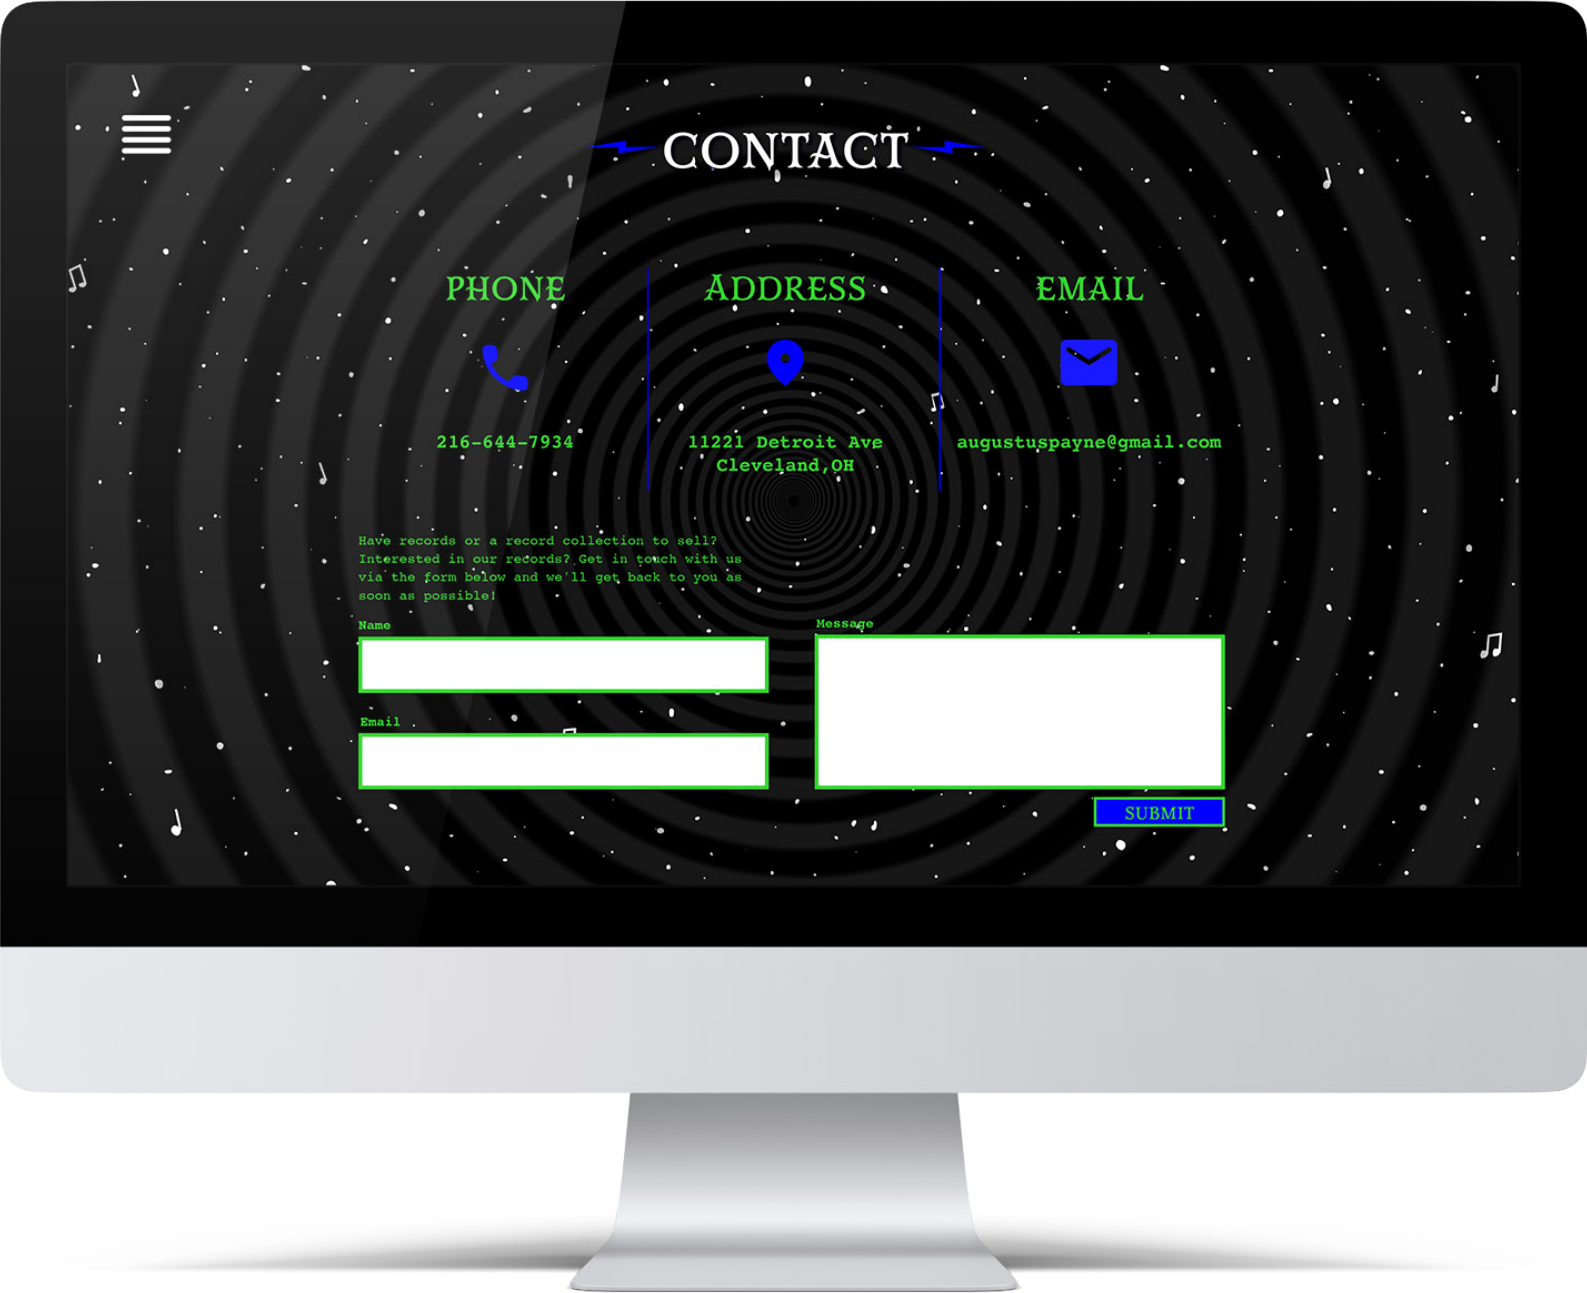 CONTACT
PHONE
216-644-7934
ADDRESS
11221 Detroit Ave
Cleveland,OH
EMAIL
augustuspayne@gmail.com
Have records or a record collection to sell?
Interested in our records? Get in touch with us
via the form below and we'll get back to you as
soon as possible!
Name
Email
Message
SUBMIT